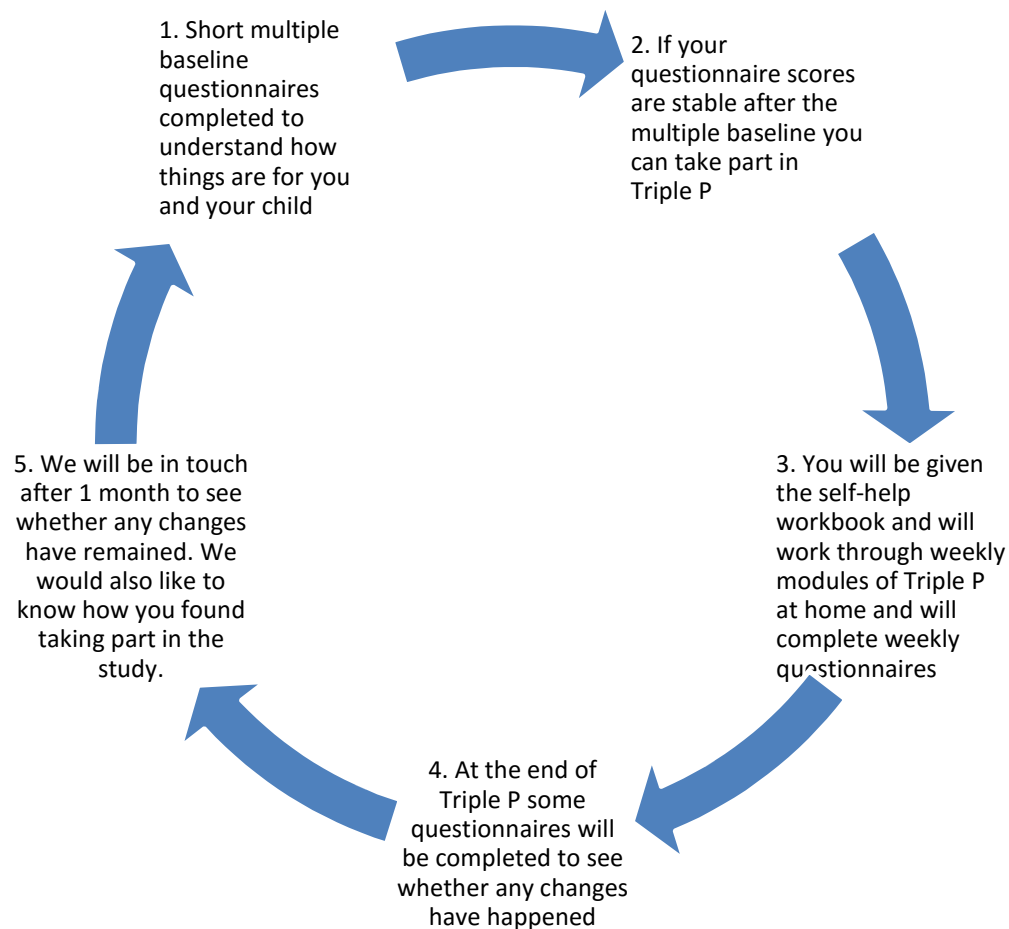 1. Short multiple
baseline
questionnaires
completed to
understand how
things are for you
and your child
2. If your
questionnaire scores
are stable after the
multiple baseline you
can take part in
Triple P
3. You will be given
the self-help
workbook and will
work through weekly
modules of Triple P
at home and will
complete weekly
questionnaires
4. At the end of
Triple P some
questionnaires will
be completed to see
whether any changes
have happened
5. We will be in touch
after 1 month to see
whether any changes
have remained. We
would also like to
know how you found
taking part in the
study.